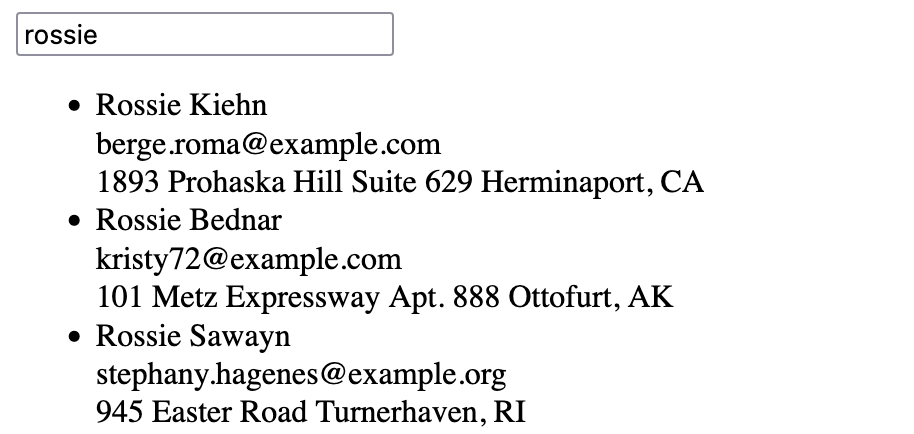 rossie
Rossie Kiehn
berge.roma@example.com
1893 Prohaska Hill Suite 629 Herminaport, CA
Rossie Bednar
kristy72@example.com
101 Metz Expressway Apt. 888 Ottofurt, AK
Rossie Sawayn
stephany.hagenes@example.org
945 Easter Road Turnerhaven, RI